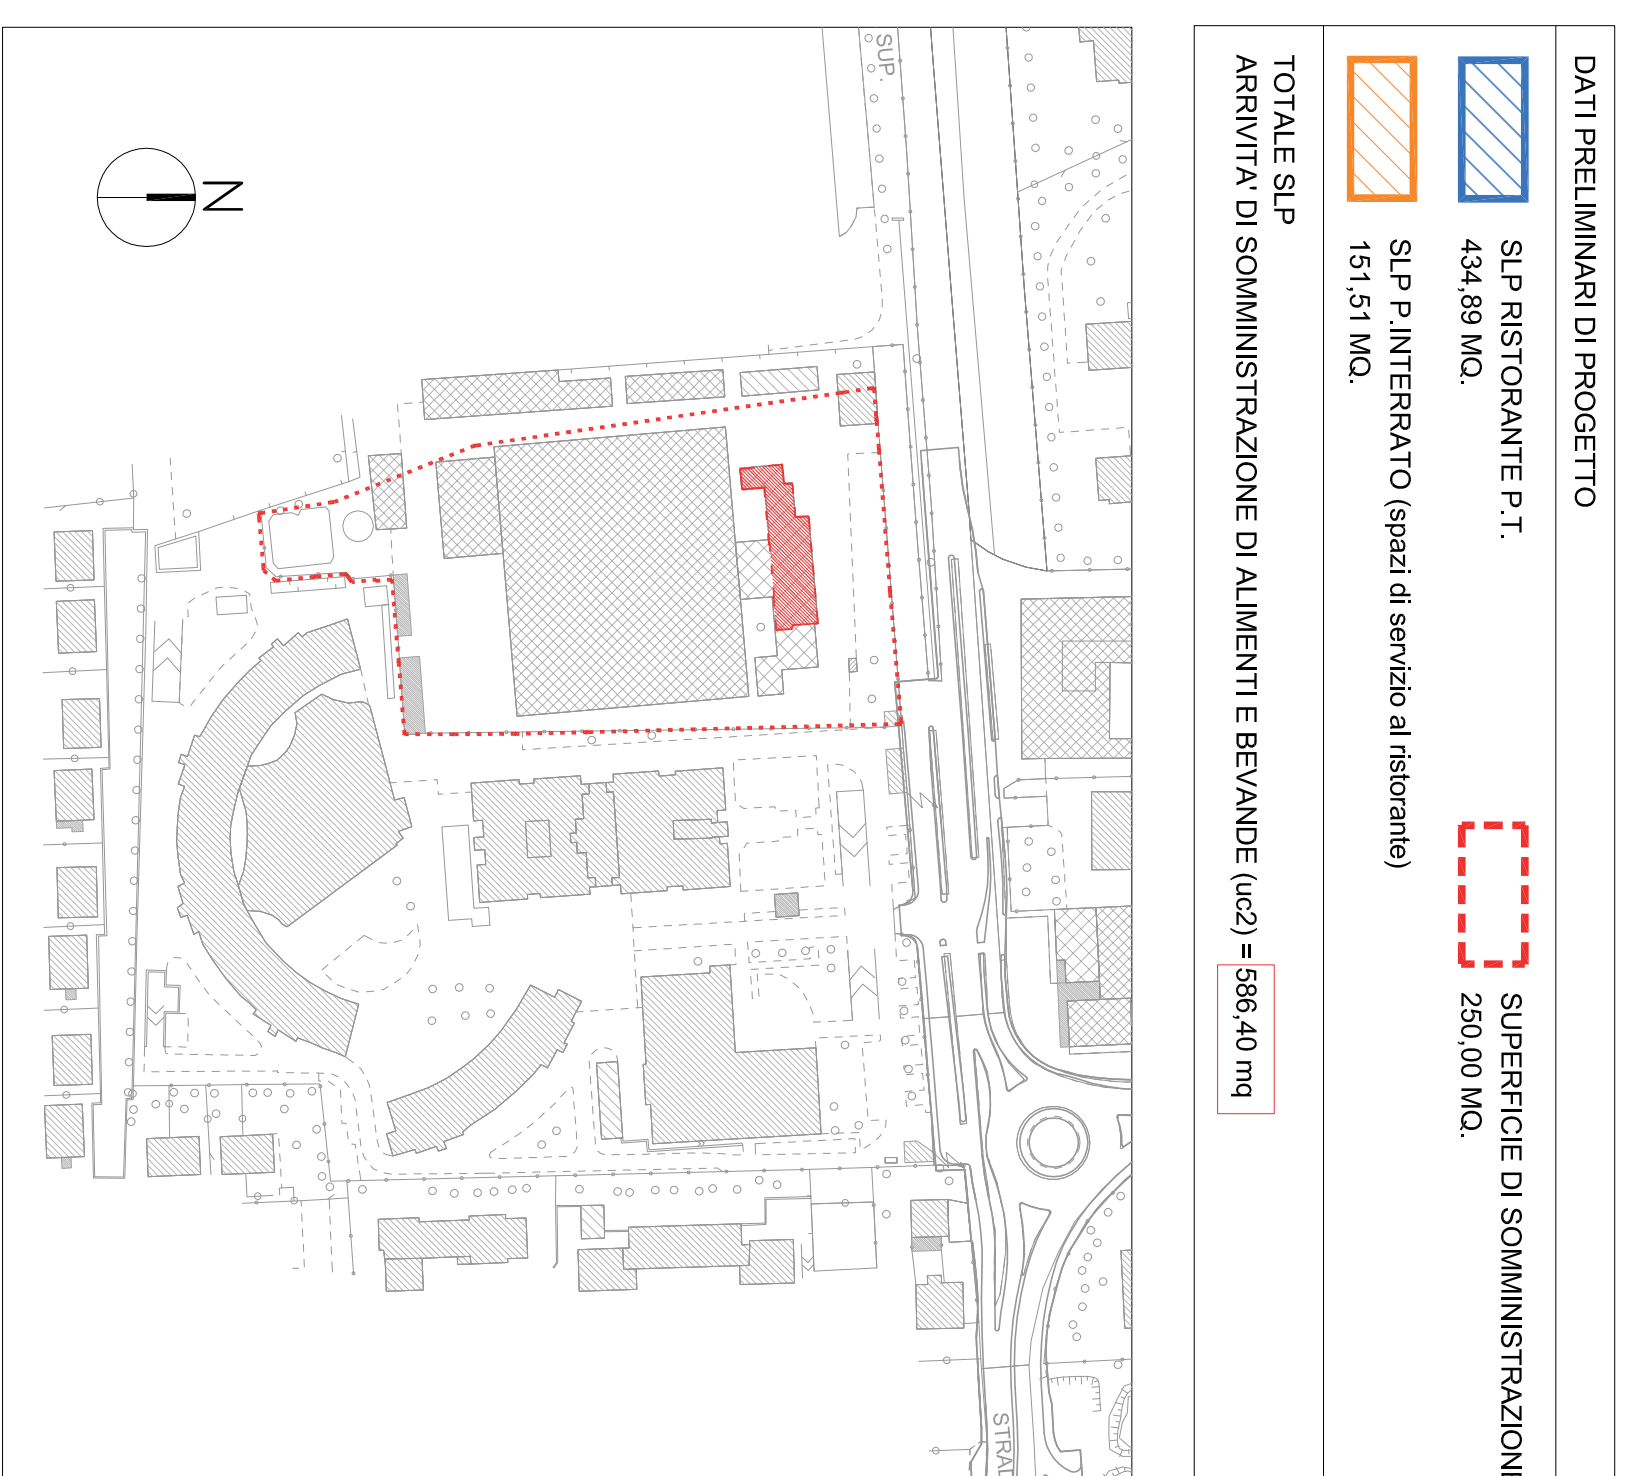 DATI PRELIMINARI DI PROGETTO
SLP RISTORANTE P.T.
434,89 MQ.
SUPERFICIE DI SOMMINISTRAZIONE
250,00 MQ.
SLP P.INTERRATO (spazi di servizio al ristorante)
151,51 MQ.
TOTALE SLP
ARRIVITA' DI SOMMINISTRAZIONE DI ALIMENTI E BEVANDE (uc2) = 586,40 mq
SUP.
STRAD
N